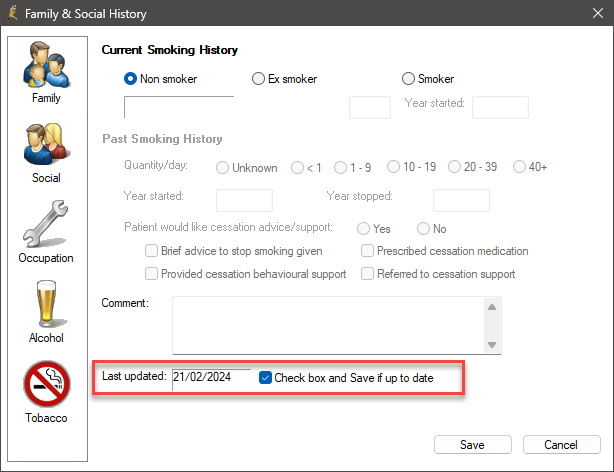 Family & Social History
Current Smoking History
Non smoker Ex smoker Smoker
Family
Year started:
Past Smoking History
Quantity/day: Unknown < 1 1 - 9 10 - 19 20 - 39 40+
Social
Year started: Year stopped:
Patient would like cessation advice/support: Yes No
Brief advice to stop smoking given Prescribed cessation medication
Occupation
Provided cessation behavioural support Referred to cessation support
Comment:
Alcohol
Last updated: 21/02/2024 Check box and Save if up to date
Tobacco
Save Cancel